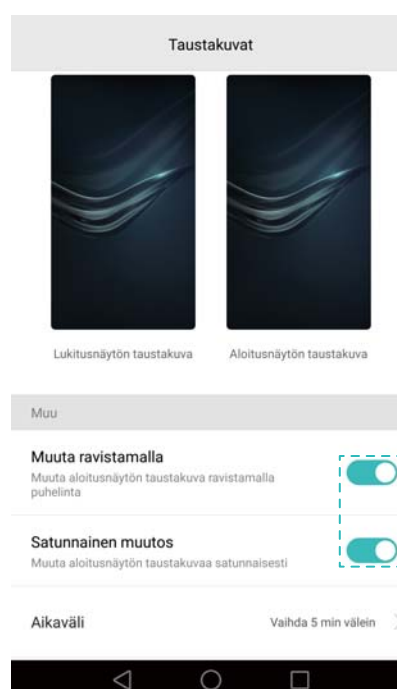 Taustakuvat
Lukitusnäytön taustakuva
Aloitusnäytön taustakuva
Muu
Muuta ravistamalla
Muuta aloitusnäytön taustakuva ravistamalla
puhelinta
Satunnainen muutos
Muuta aloitusnäytön taustakuvaa satunnaisesti
Aikaväli
Vaihda 5 min välein